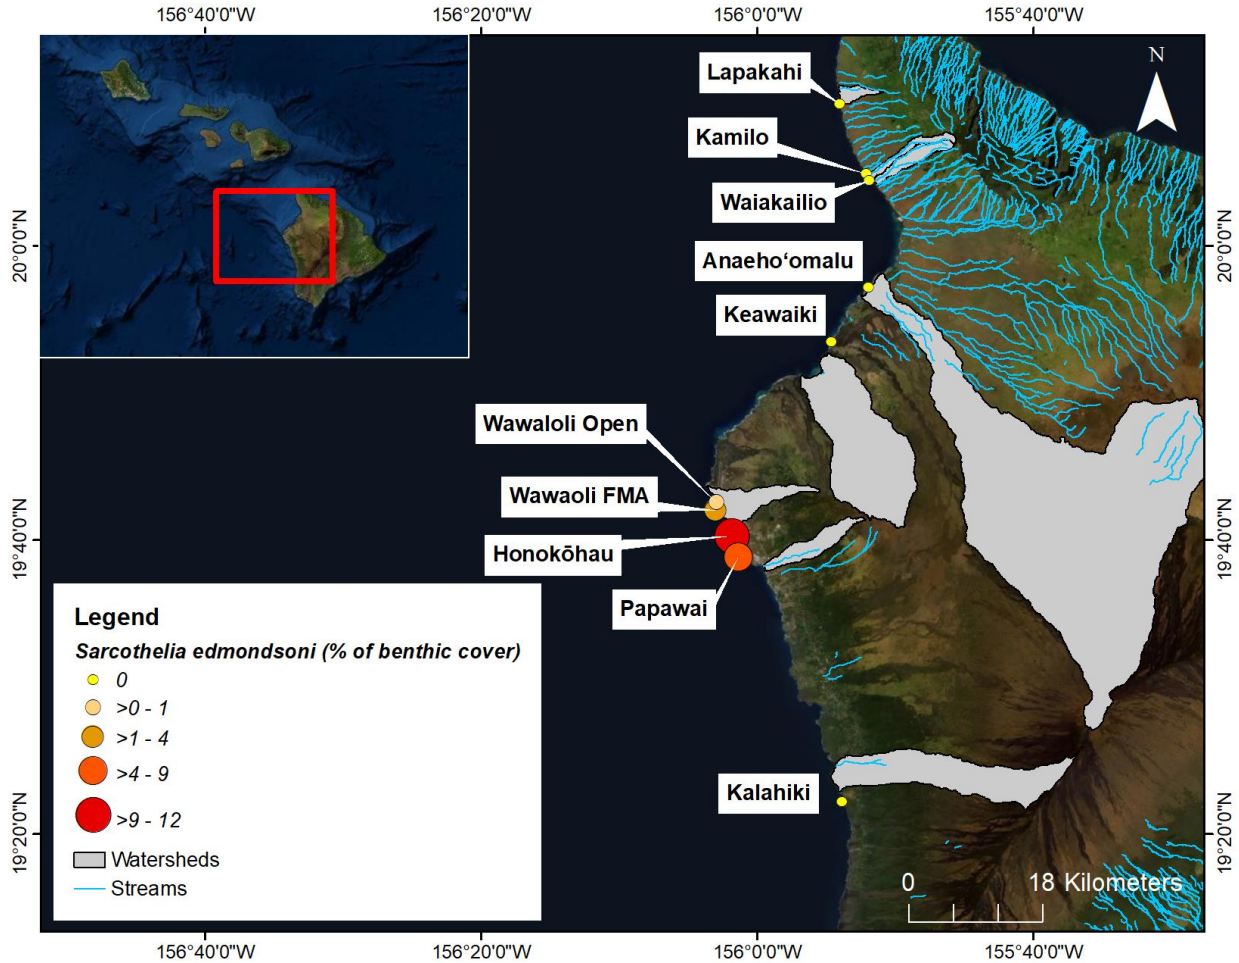 156°40'0"W 156°20'0"W 156°0'0"W 155°40'0"W
N
Lapakahi
Kamilo
Waiakailio
20°0'0"N
20°0'0"N
Anaeho‘omalu
Keawaiki
Wawaloli Open
Wawaoli FMA
Honokōhau
19°40'0"N
19°40'0"N
Papawai
Legend
Sarcothelia edmondsoni (% of benthic cover)
0
>0 - 1
>1 - 4
>4 - 9
>9 - 12
Watersheds
Streams
Kalahiki
19°20'0"N
19°20'0"N
0 18 Kilometers
156°40'0"W 156°20'0"W 156°0'0"W 155°40'0"W